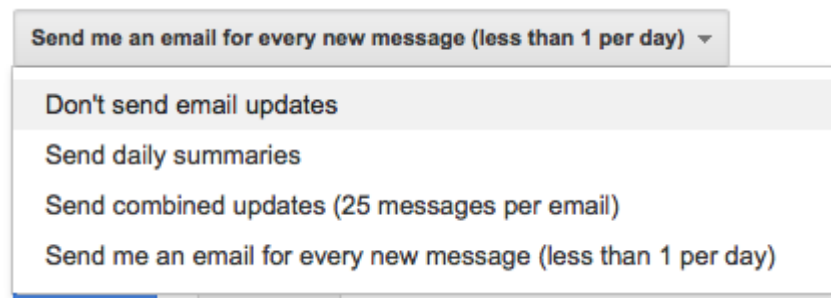 Send me an email for every new message (less than 1 per day)
Don't send email updates
Send daily summaries
Send combined updates (25 messages per email)
Send me an email for every new message (less than 1 per day)